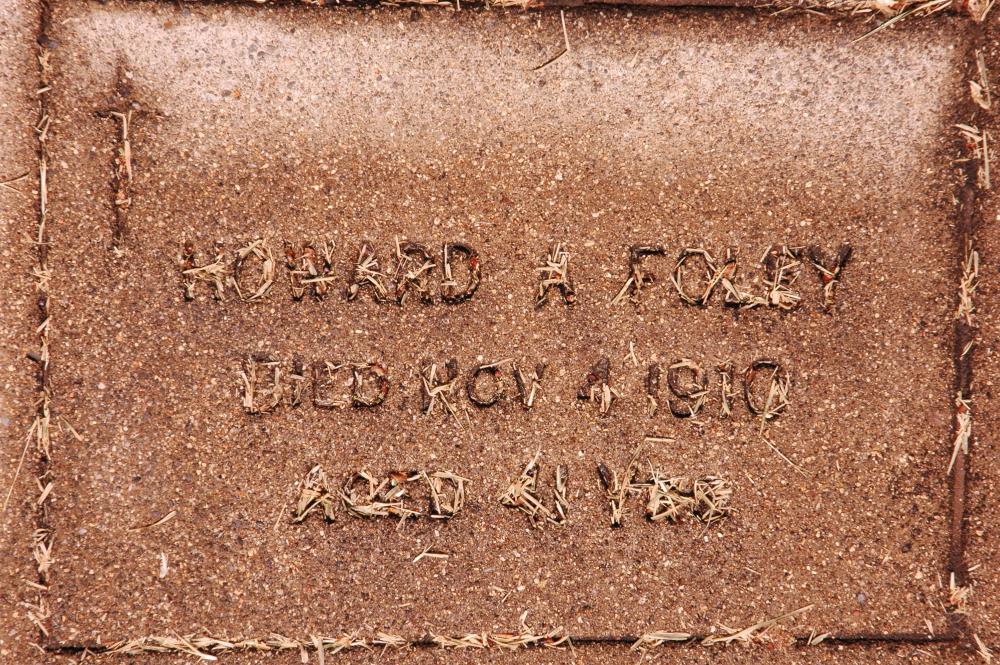 HOWARD A FOLEY
DIED NOV 4 1910
AGED 41 YRS